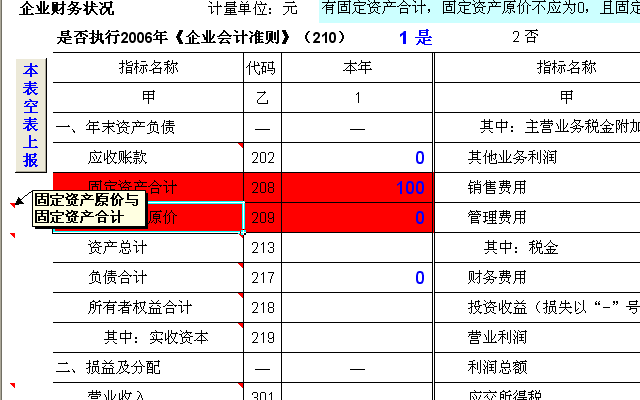 企业财务状况 计量单位：元 有固定资产合计，固定资产原价不应为0，且固定
是否执行2006年《企业会计准则》（210） 1 是 2 否
本表空表上报
指标名称 代码 本年 指标名称
甲 乙 1 甲
一、年末资产负债 — — 其中：主营业务税金附加
应收账款 202 0 其他业务利润
固定资产合计 208 100 销售费用
固定资产原价与
固定资产合计
原价 209 0 管理费用
资产总计 213 其中：税金
负债合计 217 0 财务费用
所有者权益合计 218 投资收益（损失以“-”号
其中：实收资本 219 营业利润
二、损益及分配 — — 利润总额
营业收入 301 应交所得税